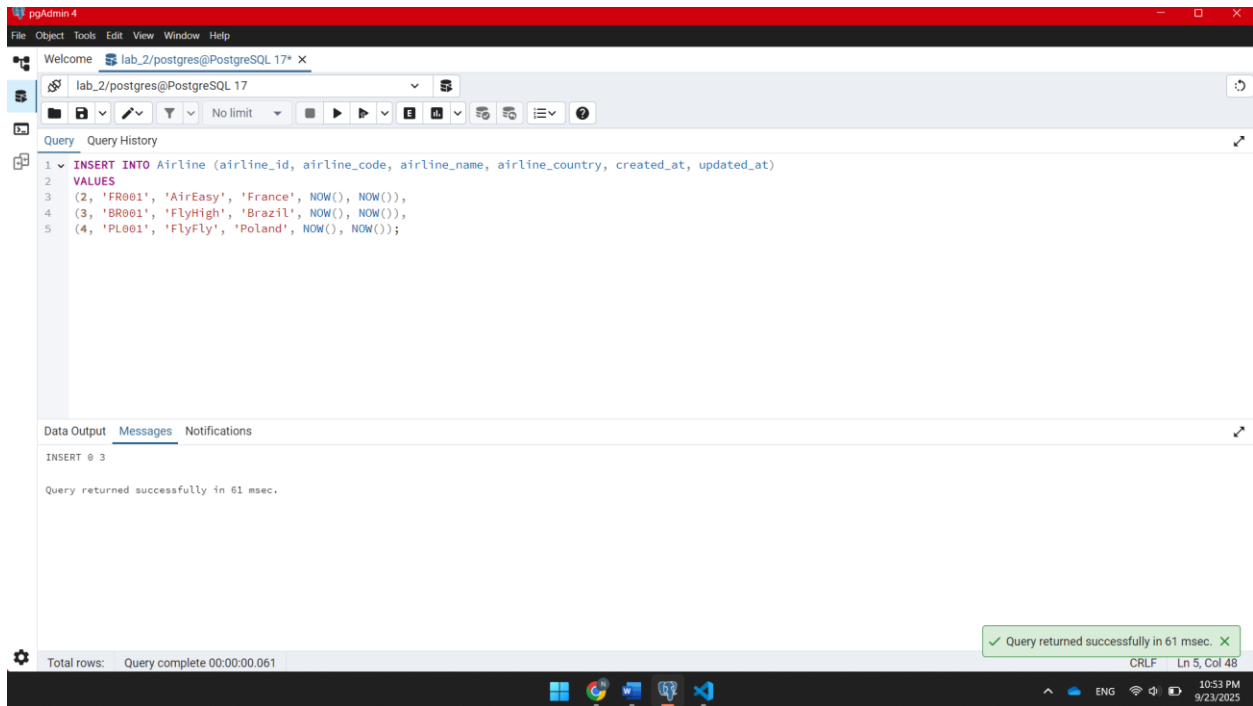 pgAdmin 4
File Object Tools Edit View Window Help
Welcome lab_2/postgres@PostgreSQL 17* X
lab_2/postgres@PostgreSQL 17
No limit
Query Query History
1 INSERT INTO Airline (airline_id, airline_code, airline_name, airline_country, created_at, updated_at)
2 VALUES
3 (2, 'FR001', 'AirEasy', 'France', NOW(), NOW()),
4 (3, 'BR001', 'FlyHigh', 'Brazil', NOW(), NOW()),
5 (4, 'PL001', 'FlyFly', 'Poland', NOW(), NOW());
Data Output Messages Notifications
INSERT 0 3
Query returned successfully in 61 msec.
Query returned successfully in 61 msec. X
Total rows: Query complete 00:00:00.061 CRLF Ln 5, Col 48
ENG 10:53 PM
9/23/2025